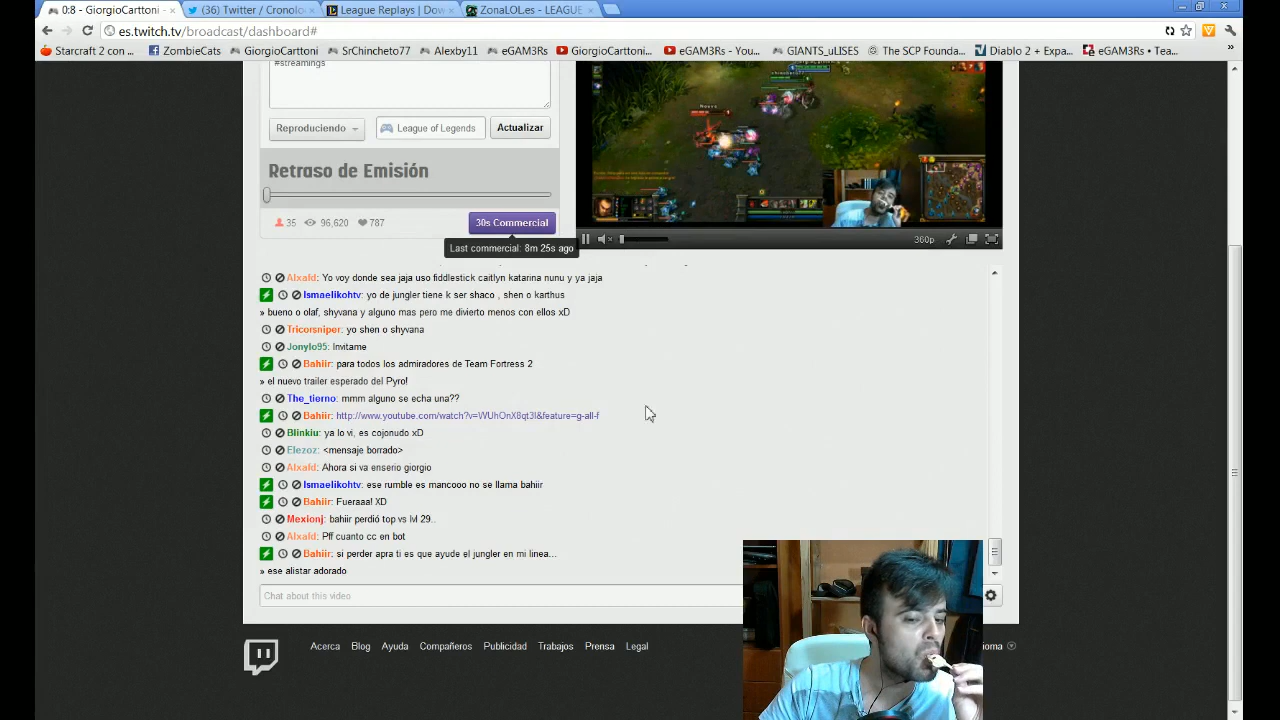 0:8 - GiorgioCarttoni -
(36) Twitter / Cronolo
League Replays | Dow
ZonaLOL.es - LEAGUE
es.twitch.tv/broadcast/dashboard#
Starcraft 2 con ...
ZombieCats
GiorgioCarttoni
SrChincheto77
Alexby11
eGAM3Rs
GiorgioCarttoni...
eGAM3Rs - You...
GIANTS_uLISES
The SCP Founda...
Diablo 2 + Expa...
eGAM3Rs • Tea...
#streamings
Reproduciendo
League of Legends
Actualizar
Retraso de Emisión
35
96,620
787
30s Commercial
Last commercial: 8m 25s ago
360p
Alxald: Yo voy donde sea jaja uso fiddlestick caitlyn katarina nunu y ya jaja
Ismaelikohtv: yo de jungler tiene k ser shaco , shen o karthus
» bueno o olaf, shyvana y alguno mas pero me divierto menos con ellos xD
Tricorsniper: yo shen o shyvana
Jonylo95: Invitame
Bahiir: para todos los admiradores de Team Fortress 2
» el nuevo trailer esperado del Pyro!
The_tierno: mmm alguno se echa una??
Bahiir: http://www.youtube.com/watch?v=WUhOnX8qt3I&feature=g-all-f
Blinkiu: ya lo vi, es cojonudo xD
Elezoz: <mensaje borrado>
Alxald: Ahora si va enserio giorgio
Ismaelikohtv: ese rumble es mancooo no se llama bahiir
Bahiir: Fueraaa! XD
Mexionj: bahiir perdió top vs lvl 29..
Alxald: Pff cuanto cc en bot
Bahiir: si perder apra ti es que ayude el jungler en mi linea...
» ese alistar adorado
Chat about this video
Acerca
Blog
Ayuda
Compañeros
Publicidad
Trabajos
Prensa
Legal
ioma